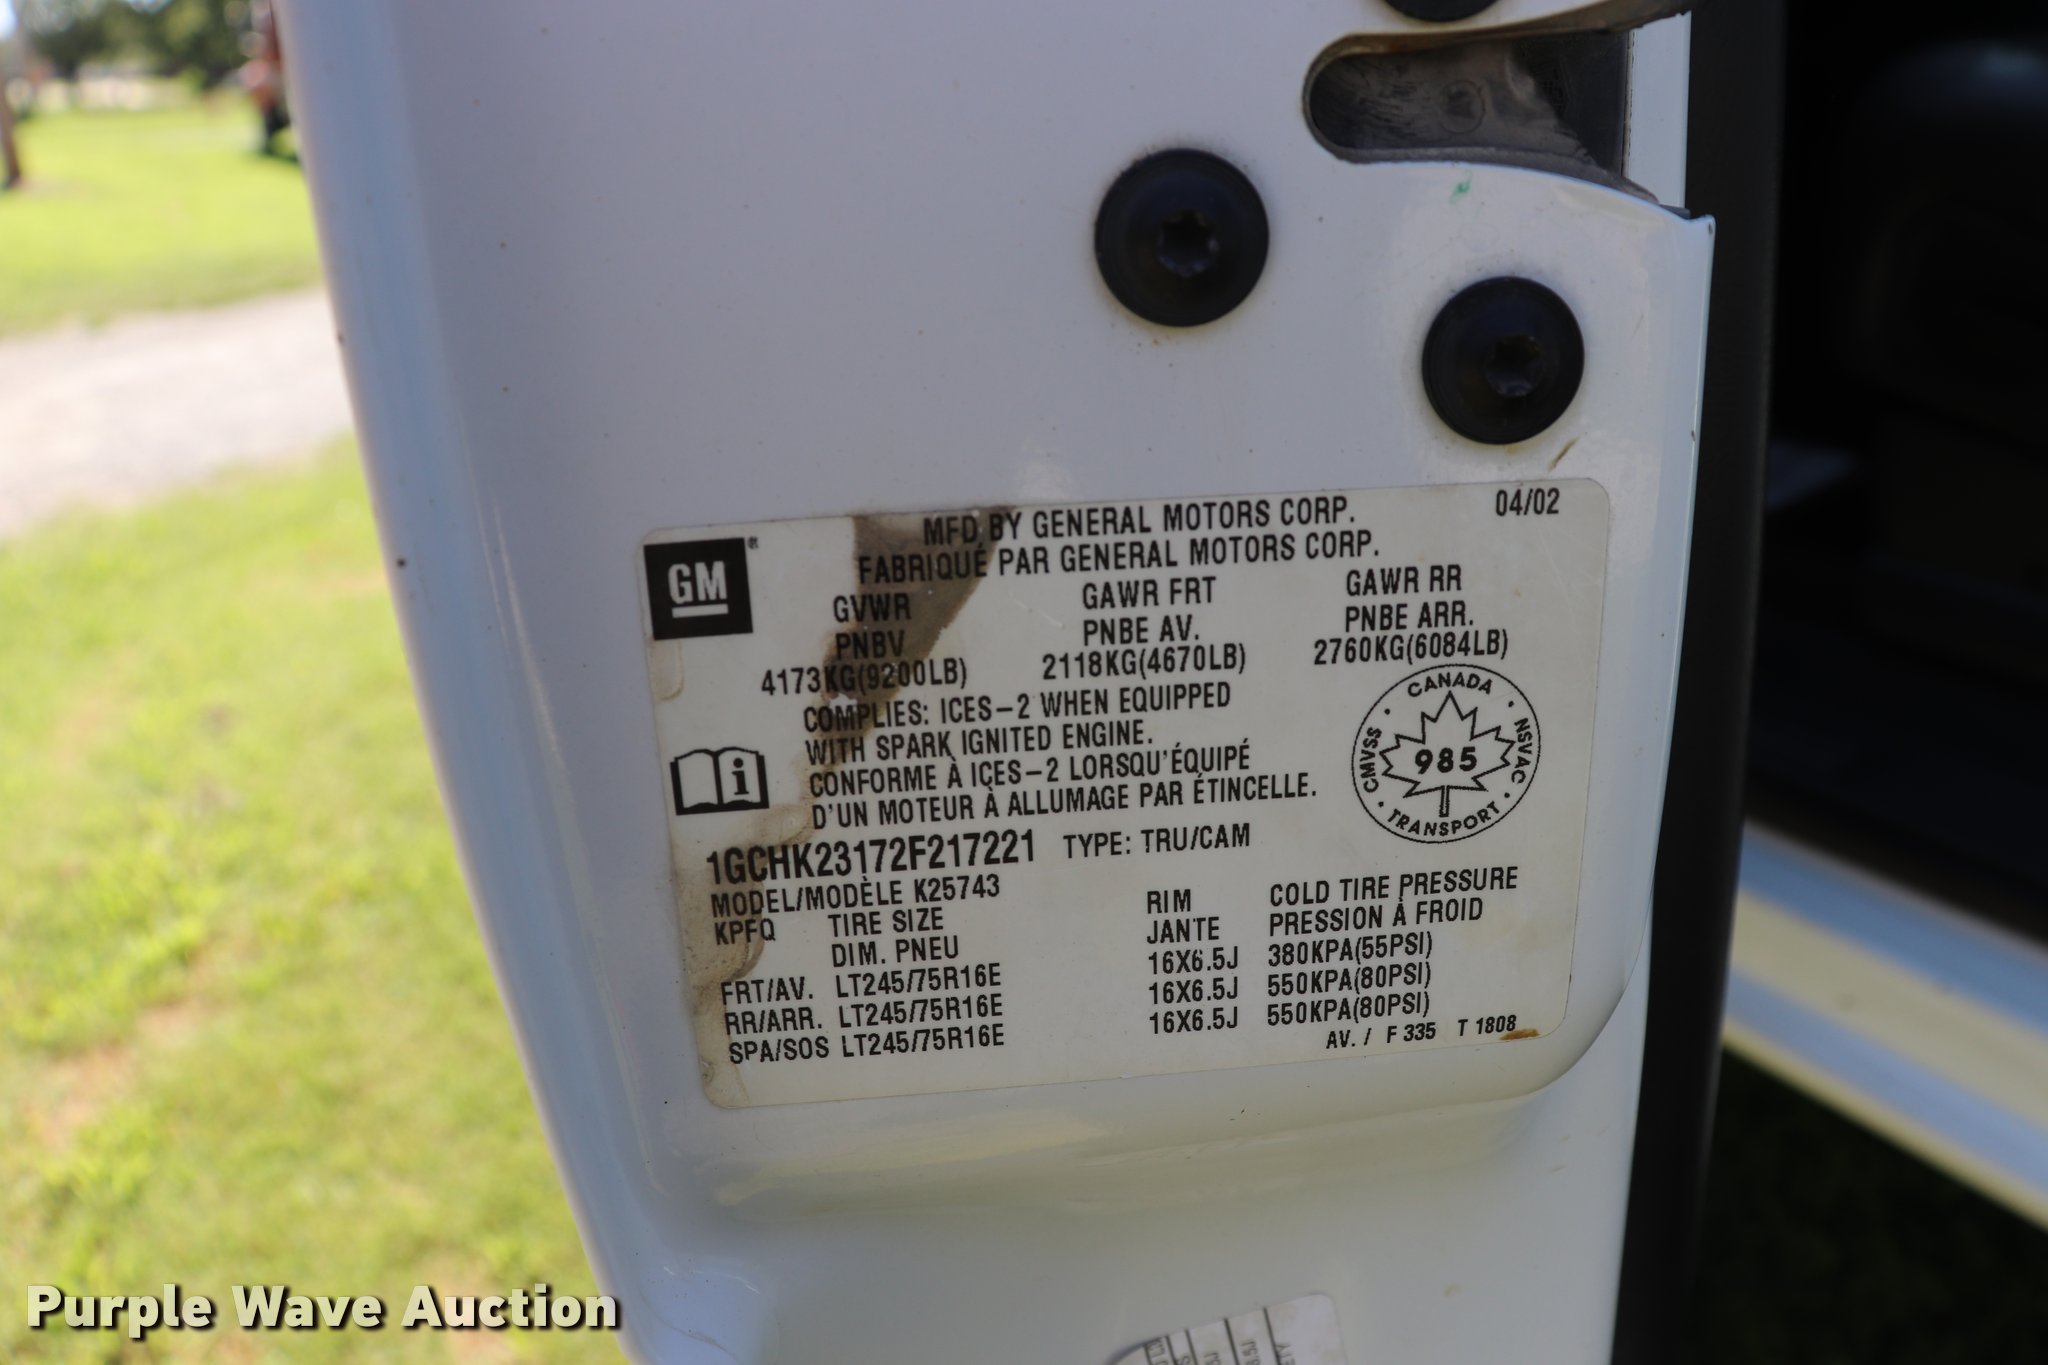 MFD BY GENERAL MOTORS CORP. 04/02
FABRIQUÉ PAR GENERAL MOTORS CORP.
GM®
GVWR GAWR FRT GAWR RR
PNBV PNBE AV. PNBE ARR.
4173KG(9200LB) 2118KG(4670LB) 2760KG(6084LB)
COMPLIES: ICES-2 WHEN EQUIPPED
WITH SPARK IGNITED ENGINE.
CONFORME À ICES-2 LORSQU'ÉQUIPÉ
D'UN MOTEUR À ALLUMAGE PAR ÉTINCELLE.
i
CANADA
CMVSS 985 NSVAC
TRANSPORT
1GCHK23172F217221 TYPE: TRU/CAM
MODEL/MODÈLE K25743
KPFQ TIRE SIZE RIM COLD TIRE PRESSURE
DIM. PNEU JANTE PRESSION À FROID
FRT/AV. LT245/75R16E 16X6.5J 380KPA(55PSI)
RR/ARR. LT245/75R16E 16X6.5J 550KPA(80PSI)
SPA/SOS LT245/75R16E 16X6.5J 550KPA(80PSI)
AV. / F 335 T 1808
Purple Wave Auction